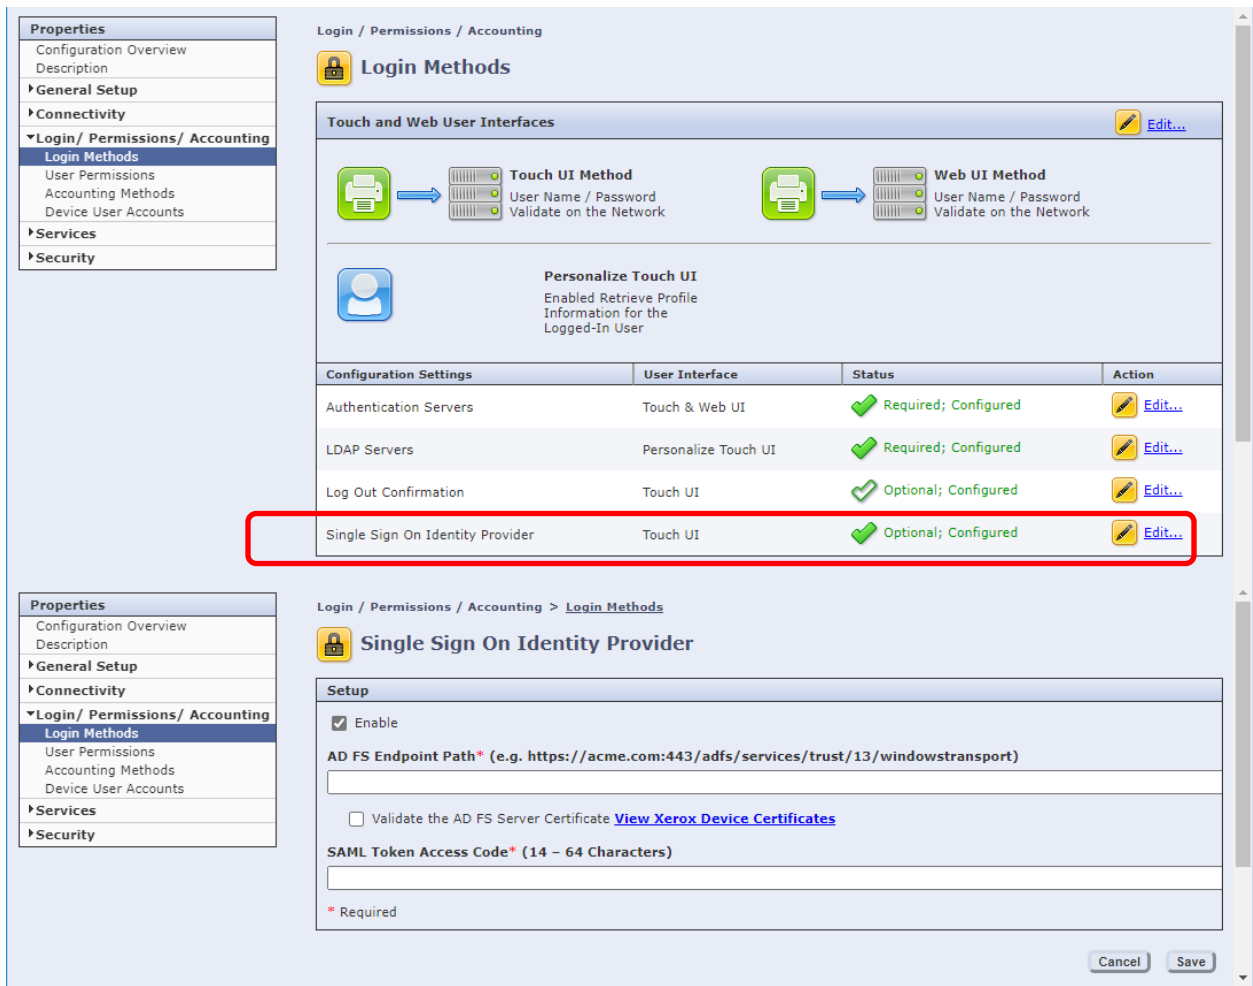 Properties
Configuration Overview
Description
General Setup
Connectivity
Login/ Permissions/ Accounting
Login Methods
User Permissions
Accounting Methods
Device User Accounts
Services
Security
Login / Permissions / Accounting
Login Methods
Touch and Web User Interfaces
Edit...
Touch UI Method
User Name / Password
Validate on the Network
Web UI Method
User Name / Password
Validate on the Network
Personalize Touch UI
Enabled Retrieve Profile
Information for the
Logged-In User
Configuration Settings User Interface Status Action
Authentication Servers Touch & Web UI Required; Configured Edit...
LDAP Servers Personalize Touch UI Required; Configured Edit...
Log Out Confirmation Touch UI Optional; Configured Edit...
Single Sign On Identity Provider Touch UI Optional; Configured Edit...
Properties
Configuration Overview
Description
General Setup
Connectivity
Login/ Permissions/ Accounting
Login Methods
User Permissions
Accounting Methods
Device User Accounts
Services
Security
Login / Permissions / Accounting > Login Methods
Single Sign On Identity Provider
Setup
Enable
AD FS Endpoint Path* (e.g. https://acme.com:443/adfs/services/trust/13/windowstransport)
Validate the AD FS Server Certificate View Xerox Device Certificates
SAML Token Access Code* (14 – 64 Characters)
* Required
Cancel Save